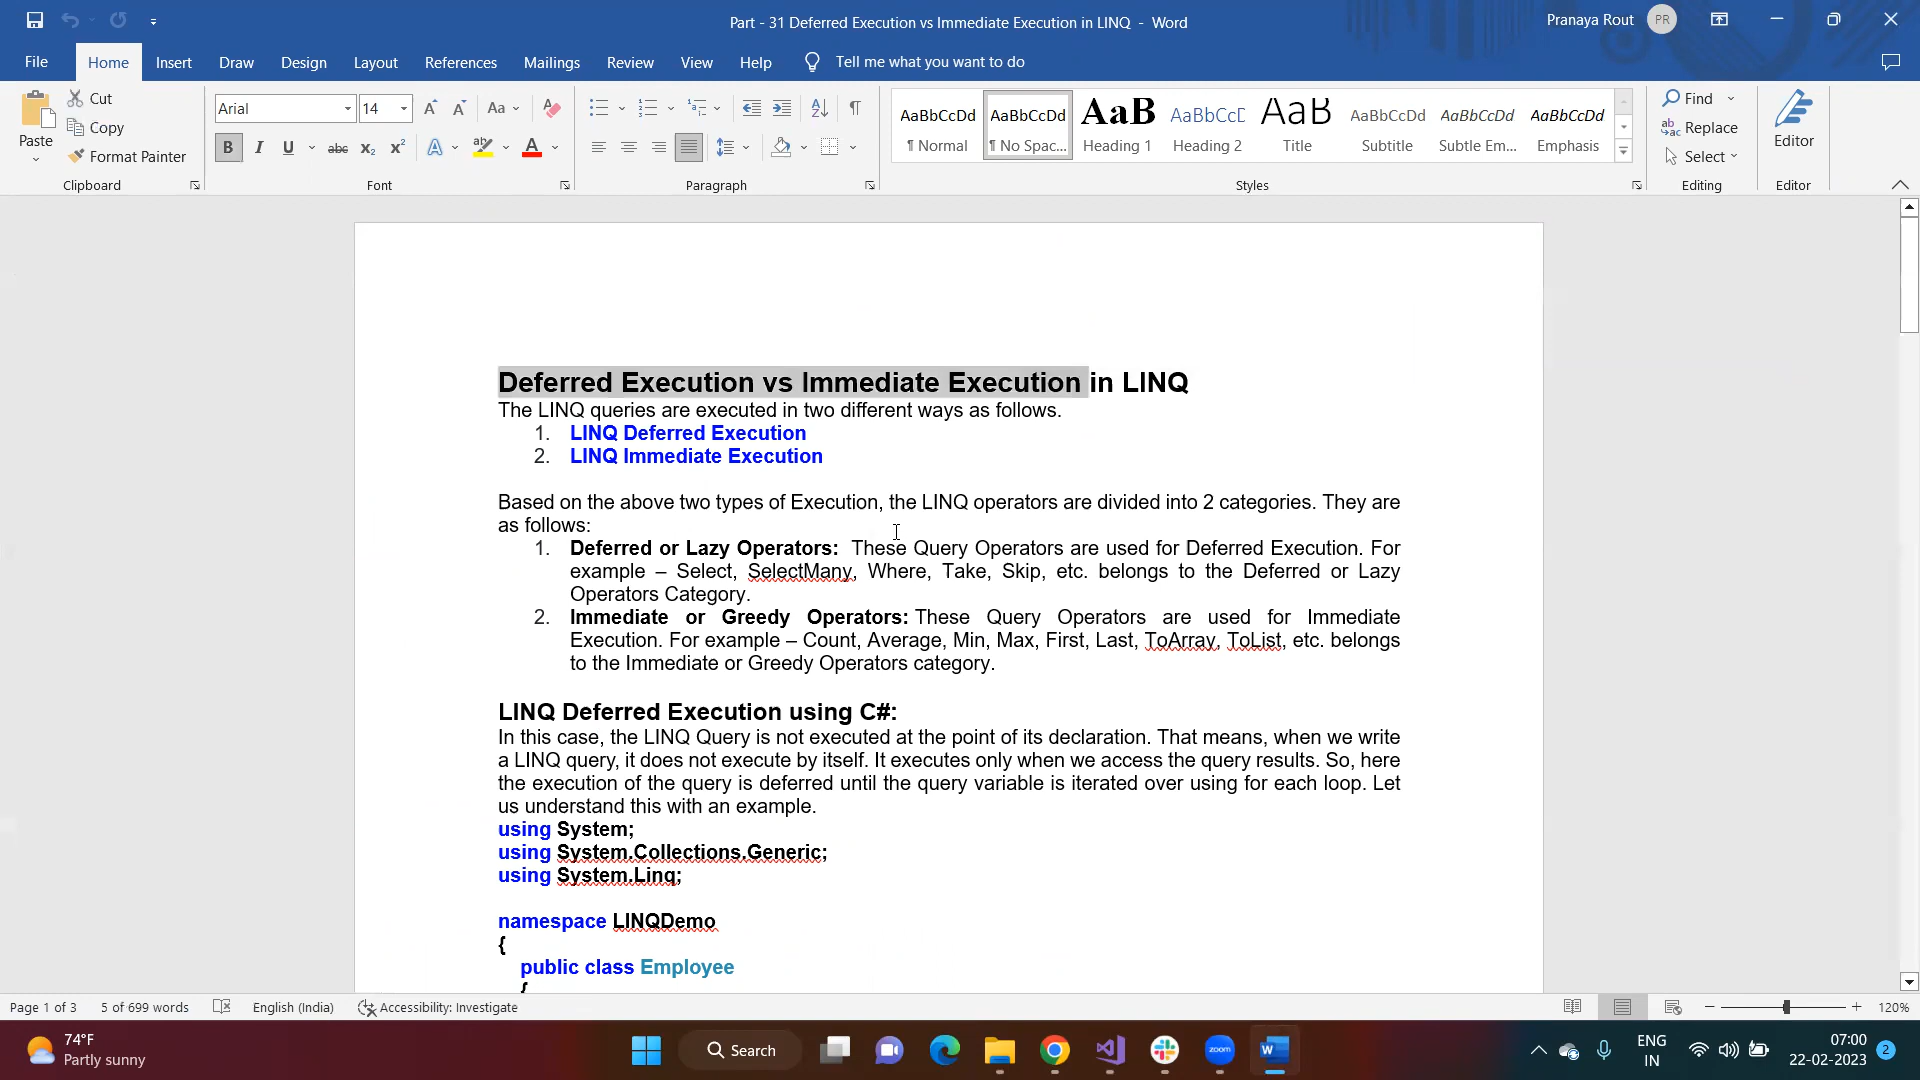 Part - 31 Deferred Execution vs Immediate Execution in LINQ - Word
Pranaya Rout PR
File Home Insert Draw Design Layout References Mailings Review View Help Tell me what you want to do
Paste
Cut
Copy
Format Painter
Clipboard
Arial 14
Font
Paragraph
AaBbCcDd AaBbCcDd AaB AaBbCcC AaB AaBbCcDd AaBbCcDd AaBbCcDd
¶ Normal ¶ No Spac... Heading 1 Heading 2 Title Subtitle Subtle Em... Emphasis
Styles
Find
Replace
Select
Editing
Editor
Editor
Deferred Execution vs Immediate Execution in LINQ
The LINQ queries are executed in two different ways as follows.
1. LINQ Deferred Execution
2. LINQ Immediate Execution
Based on the above two types of Execution, the LINQ operators are divided into 2 categories. They are
as follows:
1. Deferred or Lazy Operators: These Query Operators are used for Deferred Execution. For
example – Select, SelectMany, Where, Take, Skip, etc. belongs to the Deferred or Lazy
Operators Category.
2. Immediate or Greedy Operators: These Query Operators are used for Immediate
Execution. For example – Count, Average, Min, Max, First, Last, ToArray, ToList, etc. belongs
to the Immediate or Greedy Operators category.
LINQ Deferred Execution using C#:
In this case, the LINQ Query is not executed at the point of its declaration. That means, when we write
a LINQ query, it does not execute by itself. It executes only when we access the query results. So, here
the execution of the query is deferred until the query variable is iterated over using for each loop. Let
us understand this with an example.
using System;
using System.Collections.Generic;
using System.Linq;
namespace LINQDemo
{
public class Employee
{
Page 1 of 3 5 of 699 words English (India) Accessibility: Investigate 120%
74°F
Partly sunny
Search
zoom
ENG
IN
07:00
22-02-2023
2